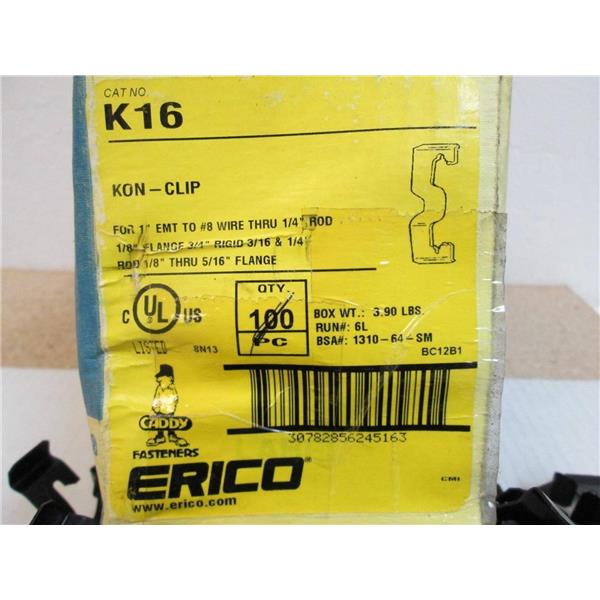 CAT NO.
K16
KON-CLIP
FOR 1" EMT TO #8 WIRE THRU 1/4" ROD
1/8" FLANGE 3/4" RIGID 3/16 & 1/4"
ROD 1/8" THRU 5/16" FLANGE
C UL US
LISTED
8N13
QTY.
100
PC
BOX WT.: 3.90 LBS.
RUN#: 6L
BSA#: 1310-64-SM
BC12B1
30782856245163
CADDY
FASTENERS
ERICO®
www.erico.com
CMI